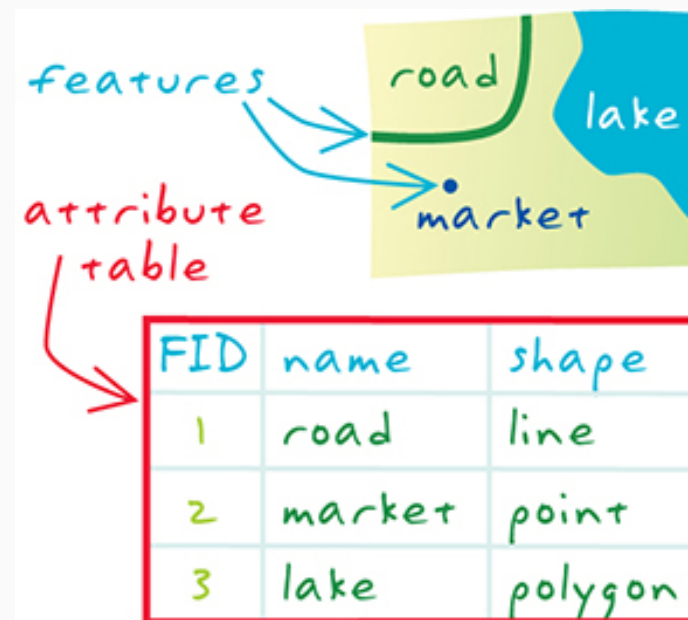 features
road
lake
market
attribute
table
FID name shape
1 road line
2 market point
3 lake polygon